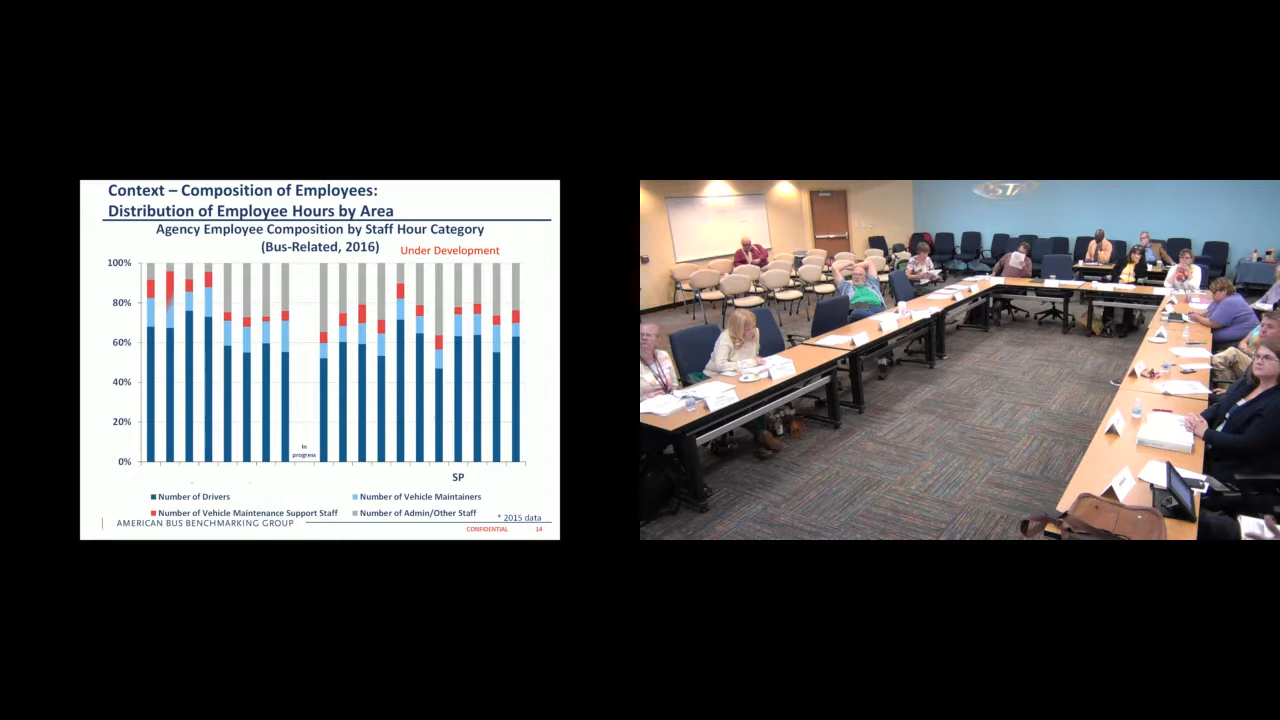 Context – Composition of Employees:
Distribution of Employee Hours by Area
Agency Employee Composition by Staff Hour Category
(Bus-Related, 2016)
Under Development
100%
80%
60%
40%
20%
0%
In
progress
SP
Number of Drivers
Number of Vehicle Maintainers
Number of Vehicle Maintenance Support Staff
Number of Admin/Other Staff
* 2015 data
AMERICAN BUS BENCHMARKING GROUP
CONFIDENTIAL
14
STA